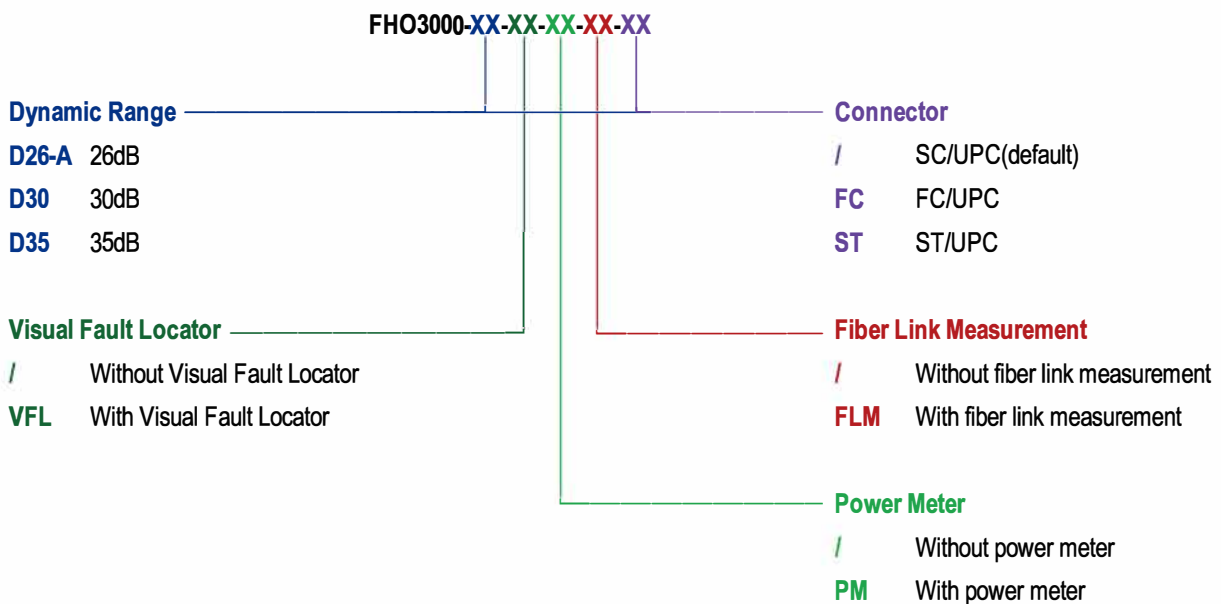 FHO3000-XX-XX-XX-XX-XX
Dynamic Range
D26-A 26dB
D30 30dB
D35 35dB
Connector
/ SC/UPC(default)
FC FC/UPC
ST ST/UPC
Visual Fault Locator
/ Without Visual Fault Locator
VFL With Visual Fault Locator
Fiber Link Measurement
/ Without fiber link measurement
FLM With fiber link measurement
Power Meter
/ Without power meter
PM With power meter